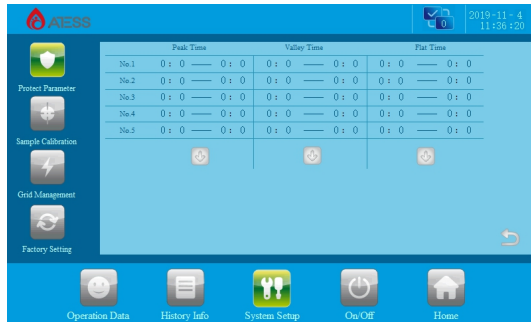 ATESS
0
2019-11- 4
11:36:20
Peak Time Valley Time Flat Time
No.1 0: 0 —— 0: 0 0: 0 —— 0: 0 0: 0 —— 0: 0
No.2 0: 0 —— 0: 0 0: 0 —— 0: 0 0: 0 —— 0: 0
No.3 0: 0 —— 0: 0 0: 0 —— 0: 0 0: 0 —— 0: 0
No.4 0: 0 —— 0: 0 0: 0 —— 0: 0 0: 0 —— 0: 0
No.5 0: 0 —— 0: 0 0: 0 —— 0: 0 0: 0 —— 0: 0
Protect Parameter
Sample Calibration
Grid Management
Factory Setting
Operation Data History Info System Setup On/Off Home